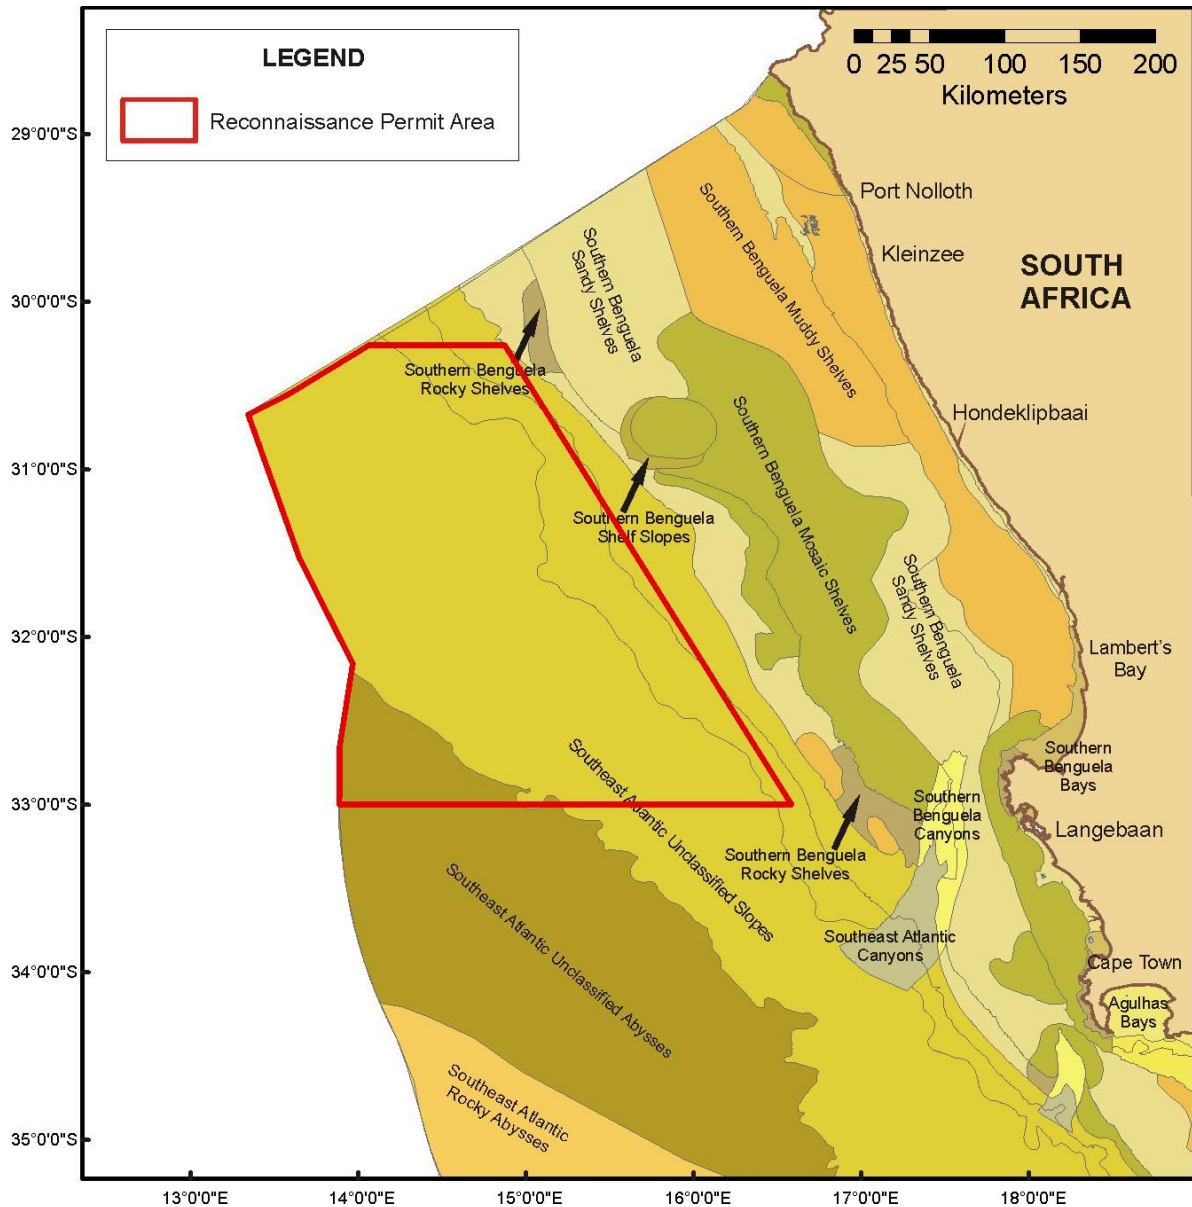 LEGEND
Reconnaissance Permit Area
0 25 50 100 150 200
Kilometers
29°0'0"S
30°0'0"S
31°0'0"S
32°0'0"S
33°0'0"S
34°0'0"S
35°0'0"S
Port Nolloth
Kleinzee
SOUTH
AFRICA
Southern Benguela Muddy Shelves
Southern Benguela
Sandy Shelves
Southern Benguela
Rocky Shelves
Hondeklipbaai
Southern Benguela Mosaic Shelves
Southern Benguela
Shelf Slopes
Southern Benguela
Sandy Shelves
Lambert's
Bay
Southern
Benguela
Bays
Southern
Benguela
Canyons
Langebaan
Southeast Atlantic Unclassified Slopes
Southern Benguela
Rocky Shelves
Southeast Atlantic Unclassified Abysses
Southeast Atlantic
Canyons
Cape Town
Agulhas
Bays
Southeast Atlantic
Rocky Abysses
13°0'0"E
14°0'0"E
15°0'0"E
16°0'0"E
17°0'0"E
18°0'0"E